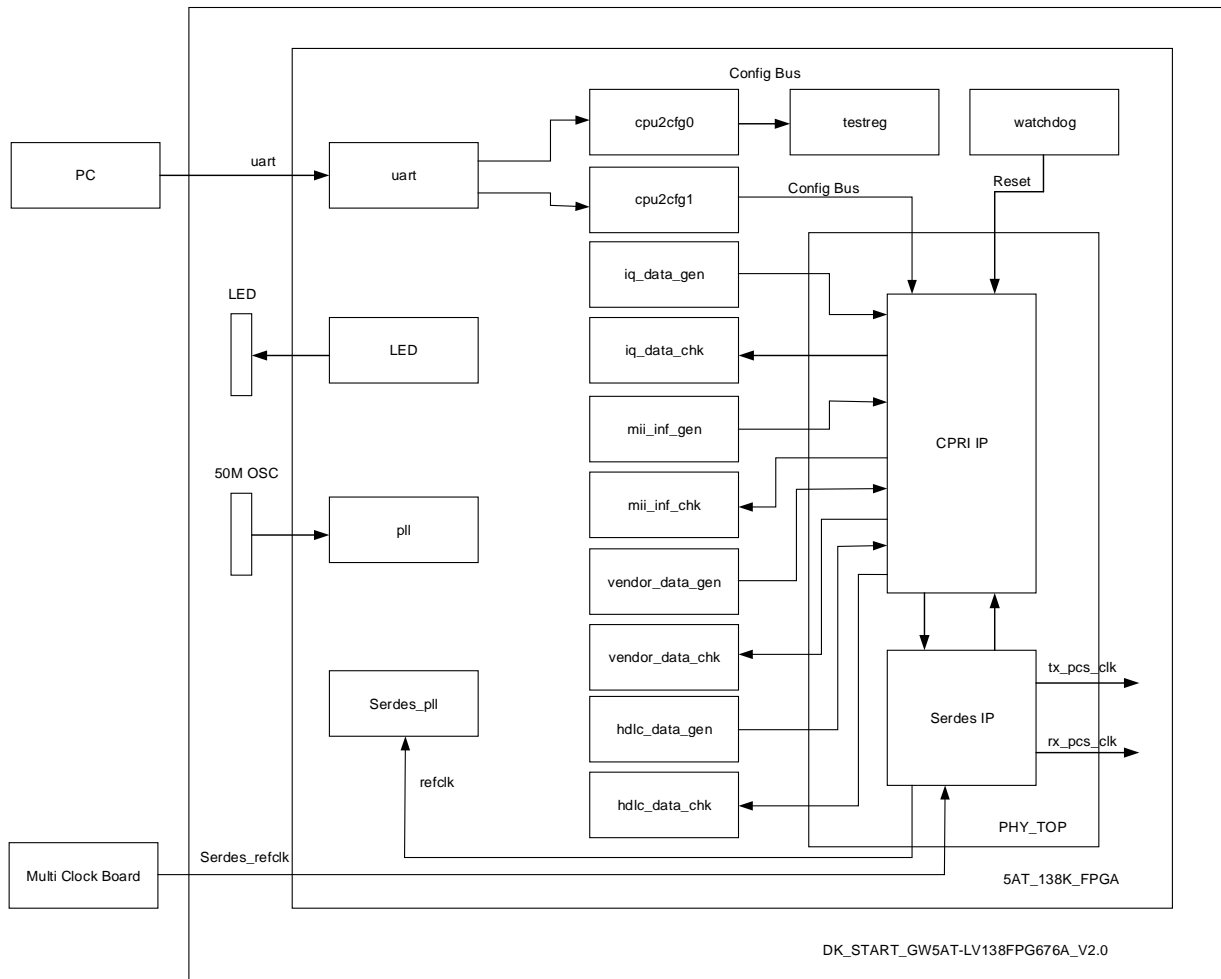 Config Bus
cpu2cfg0
testreg
watchdog
PC
uart
uart
cpu2cfg1
Config Bus
Reset
iq_data_gen
LED
LED
iq_data_chk
mii_inf_gen
CPRI IP
50M OSC
pll
mii_inf_chk
vendor_data_gen
vendor_data_chk
tx_pcs_clk
Serdes_pll
Serdes IP
hdlc_data_gen
rx_pcs_clk
refclk
hdlc_data_chk
PHY_TOP
Serdes_refclk
Multi Clock Board
5AT_138K_FPGA
DK_START_GW5AT-LV138FPG676A_V2.0